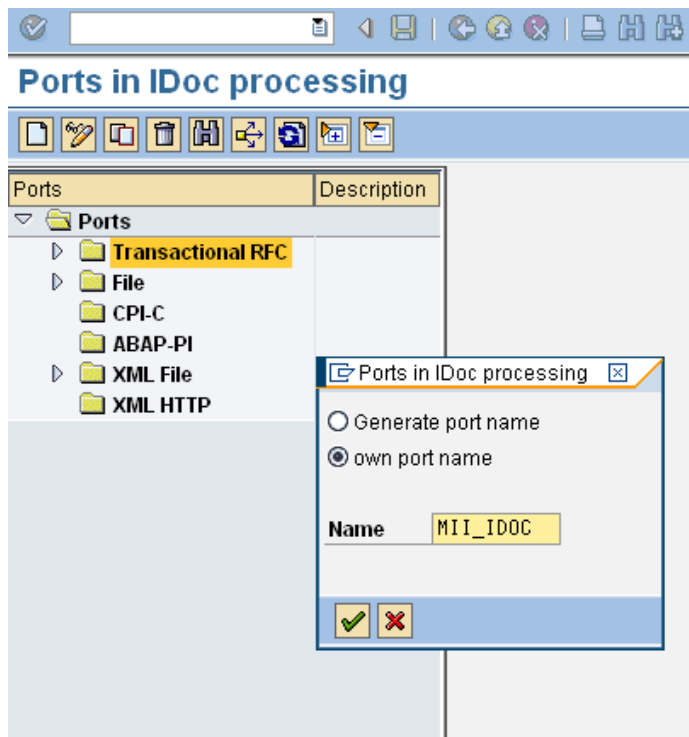 Ports in IDoc processing
Ports Description
Ports
Transactional RFC
File
CPI-C
ABAP-PI
XML File
XML HTTP
Ports in IDoc processing
Generate port name
own port name
Name MII_IDOC